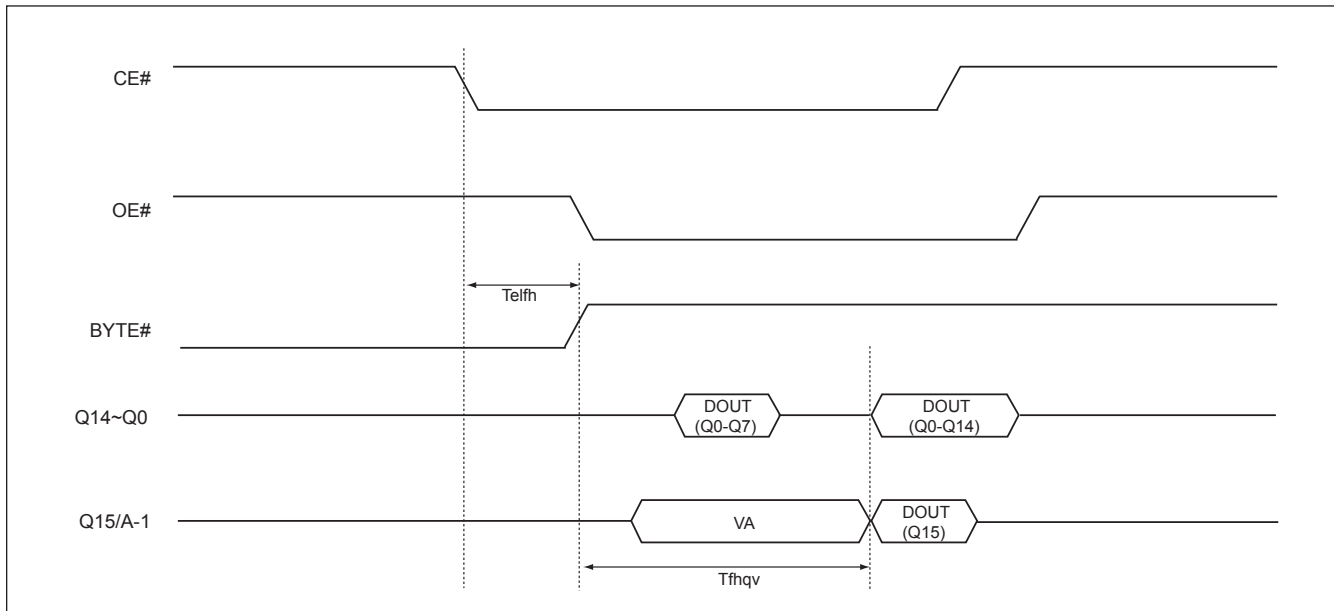 CE#
OE#
Telfh
BYTE#
Q14~Q0
DOUT
(Q0-Q7)
DOUT
(Q0-Q14)
Q15/A-1
VA
DOUT
(Q15)
Tfhqv